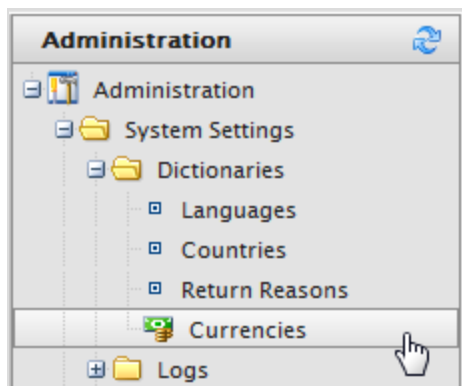 Administration
Administration
System Settings
Dictionaries
Languages
Countries
Return Reasons
Currencies
Logs